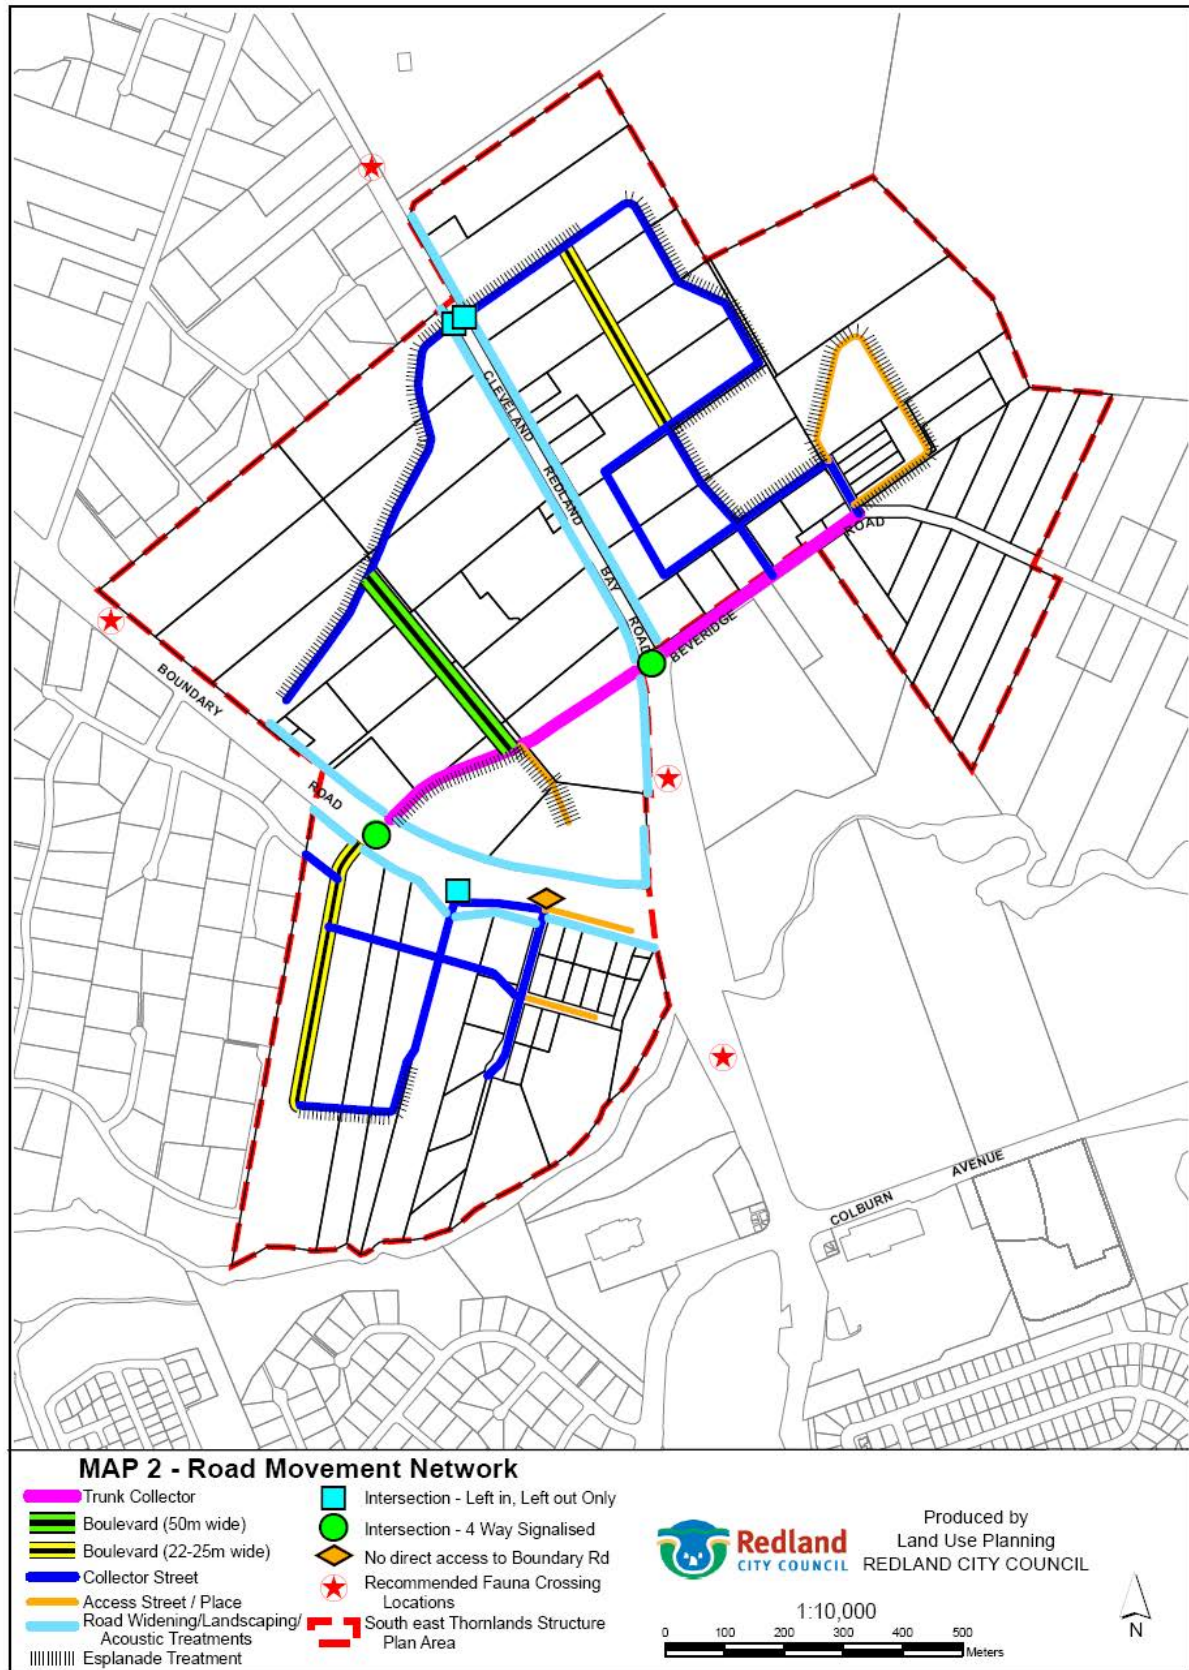 CLEVELAND
REDLAND
BAY
ROAD
ROAD
BEVERIDGE
BOUNDARY
ROAD
COLBURN
AVENUE
MAP 2 - Road Movement Network
Trunk Collector
Boulevard (50m wide)
Boulevard (22-25m wide)
Collector Street
Access Street / Place
Road Widening/Landscaping/
Acoustic Treatments
Esplanade Treatment
Intersection - Left in, Left out Only
Intersection - 4 Way Signalised
No direct access to Boundary Rd
Recommended Fauna Crossing
Locations
South east Thornlands Structure
Plan Area
Redland
CITY COUNCIL
Produced by
Land Use Planning
REDLAND CITY COUNCIL
1:10,000
0 100 200 300 400 500
Meters
N